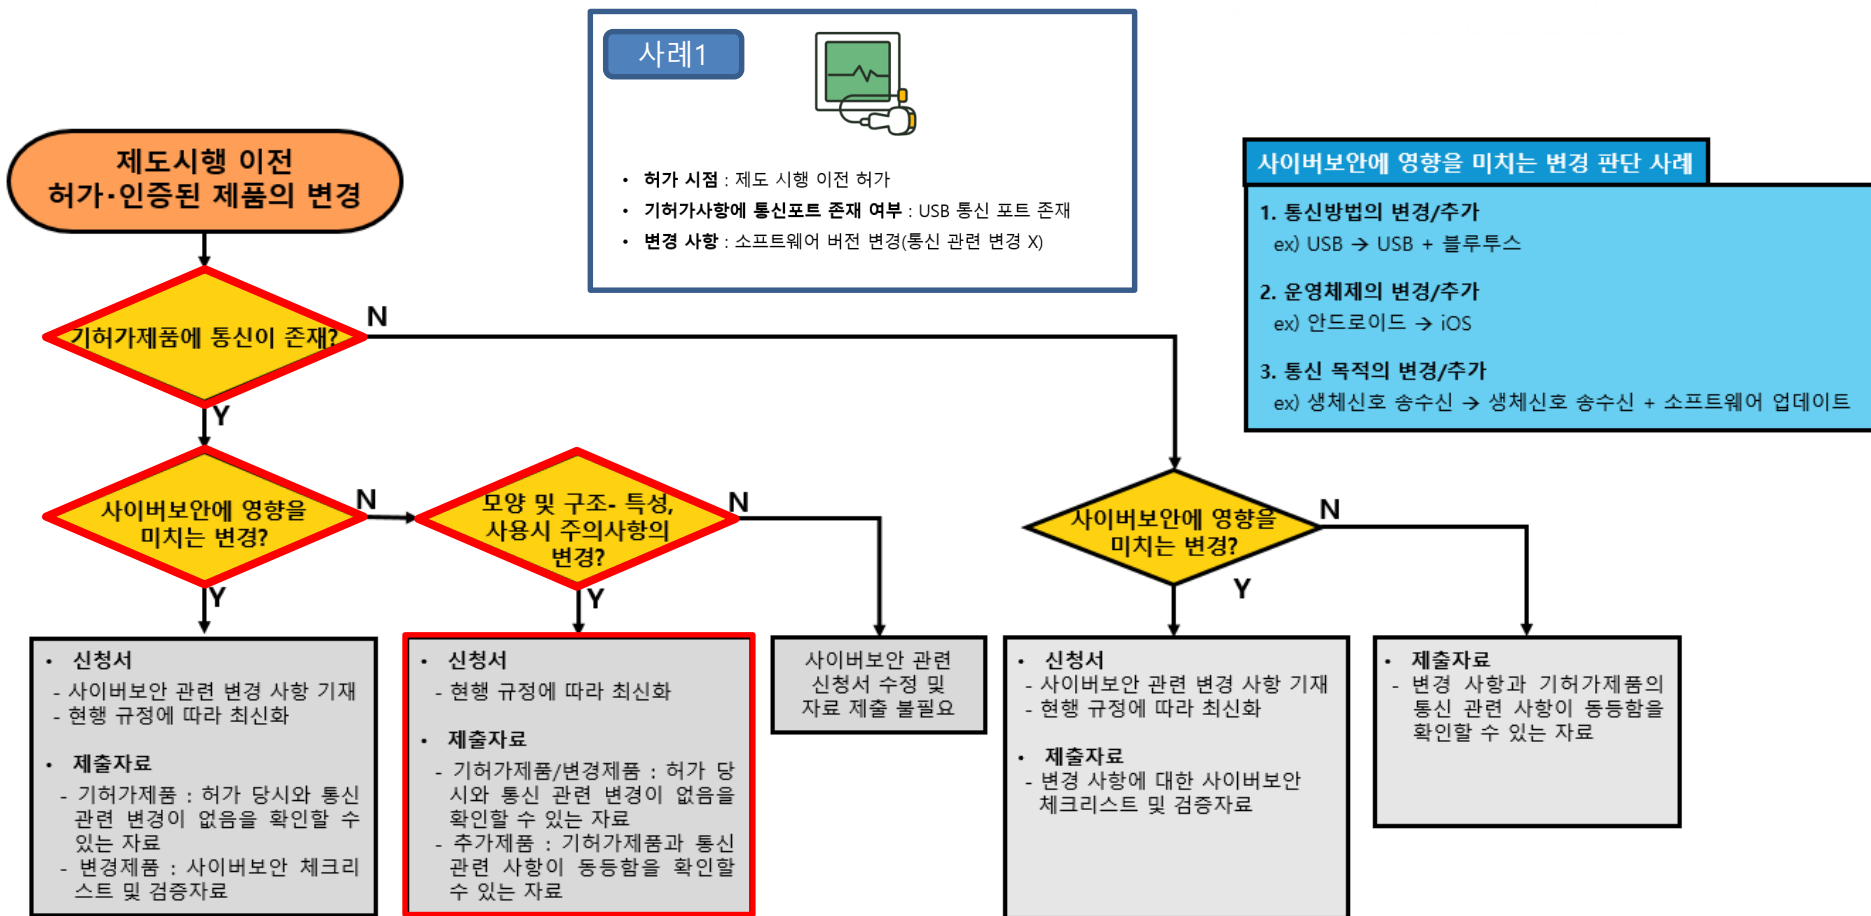 사례1
• 허가 시점 : 제도 시행 이전 허가
• 기허가사항에 통신포트 존재 여부 : USB 통신 포트 존재
• 변경 사항 : 소프트웨어 버전 변경(통신 관련 변경 X)
제도시행 이전
허가·인증된 제품의 변경
사이버보안에 영향을 미치는 변경 판단 사례
1. 통신방법의 변경/추가
ex) USB → USB + 블루투스
2. 운영체제의 변경/추가
ex) 안드로이드 → iOS
3. 통신 목적의 변경/추가
ex) 생체신호 송수신 → 생체신호 송수신 + 소프트웨어 업데이트
기허가제품에 통신이 존재?
N
Y
사이버보안에 영향을
미치는 변경?
N
Y
모양 및 구조- 특성,
사용시 주의사항의
변경?
N
Y
사이버보안에 영향을
미치는 변경?
N
Y
• 신청서
- 사이버보안 관련 변경 사항 기재
- 현행 규정에 따라 최신화
• 제출자료
- 기허가제품 : 허가 당시와 통신
관련 변경이 없음을 확인할 수
있는 자료
- 변경제품 : 사이버보안 체크리
스트 및 검증자료
• 신청서
- 현행 규정에 따라 최신화
• 제출자료
- 기허가제품/변경제품 : 허가 당
시와 통신 관련 변경이 없음을
확인할 수 있는 자료
- 추가제품 : 기허가제품과 통신
관련 사항이 동등함을 확인할
수 있는 자료
사이버보안 관련
신청서 수정 및
자료 제출 불필요
• 신청서
- 사이버보안 관련 변경 사항 기재
- 현행 규정에 따라 최신화
• 제출자료
- 변경 사항에 대한 사이버보안
체크리스트 및 검증자료
• 제출자료
- 변경 사항과 기허가제품의
통신 관련 사항이 동등함을
확인할 수 있는 자료